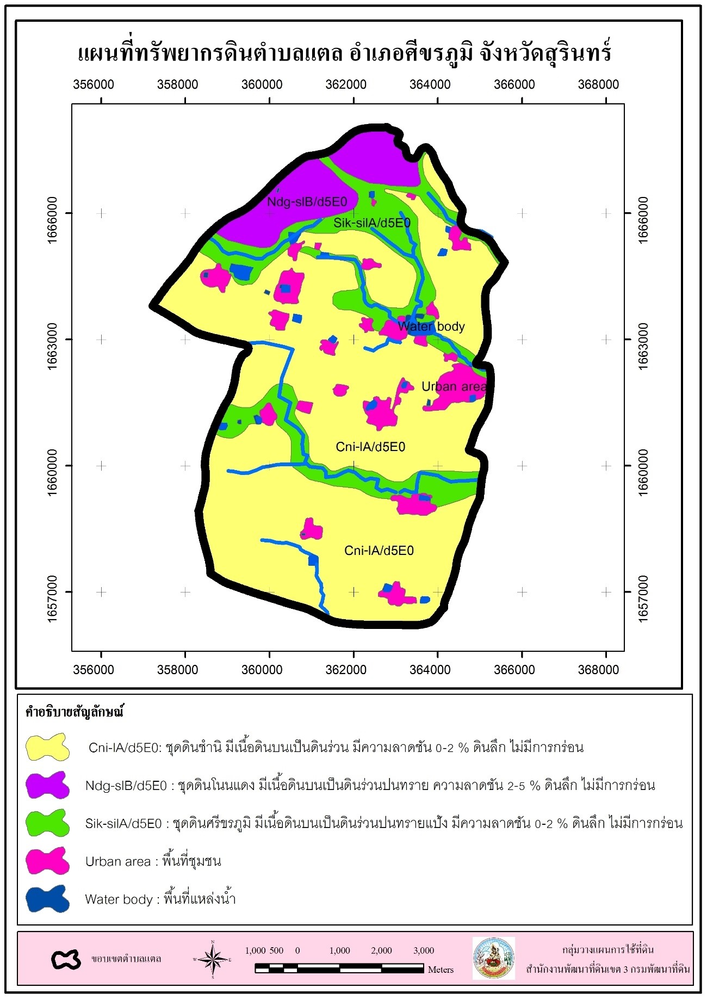 แผนที่ทรัพยากรดินตำบลแตล อำเภอศีขรภูมิ จังหวัดสุรินทร์
356000 358000 360000 362000 364000 366000 368000
1666000
1663000
1660000
1657000
Ndg-slB/d5E0
Sik-silA/d5E0
Water body
Urban area
Cni-lA/d5E0
Cni-lA/d5E0
1666000
1663000
1660000
1657000
356000 358000 360000 362000 364000 366000 368000
คำอธิบายสัญลักษณ์
Cni-lA/d5E0: ชุดดินชำนิ มีเนื้อดินบนเป็นดินร่วน มีความลาดชัน 0-2 % ดินลึก ไม่มีการกร่อน
Ndg-slB/d5E0 : ชุดดินโนนแดง มีเนื้อดินบนเป็นดินร่วนปนทราย ความลาดชัน 2-5 % ดินลึก ไม่มีการกร่อน
Sik-silA/d5E0 : ชุดดินศรีขรภูมิ มีเนื้อดินบนเป็นดินร่วนปนทรายแป้ง มีความลาดชัน 0-2 % ดินลึก ไม่มีการกร่อน
Urban area : พื้นที่ชุมชน
Water body : พื้นที่แหล่งน้ำ
ขอบเขตตำบลแตล
N
W E
S
1,000 500 0 1,000 2,000 3,000
Meters
กลุ่มวางแผนการใช้ที่ดิน
สำนักงานพัฒนาที่ดินเขต 3 กรมพัฒนาที่ดิน